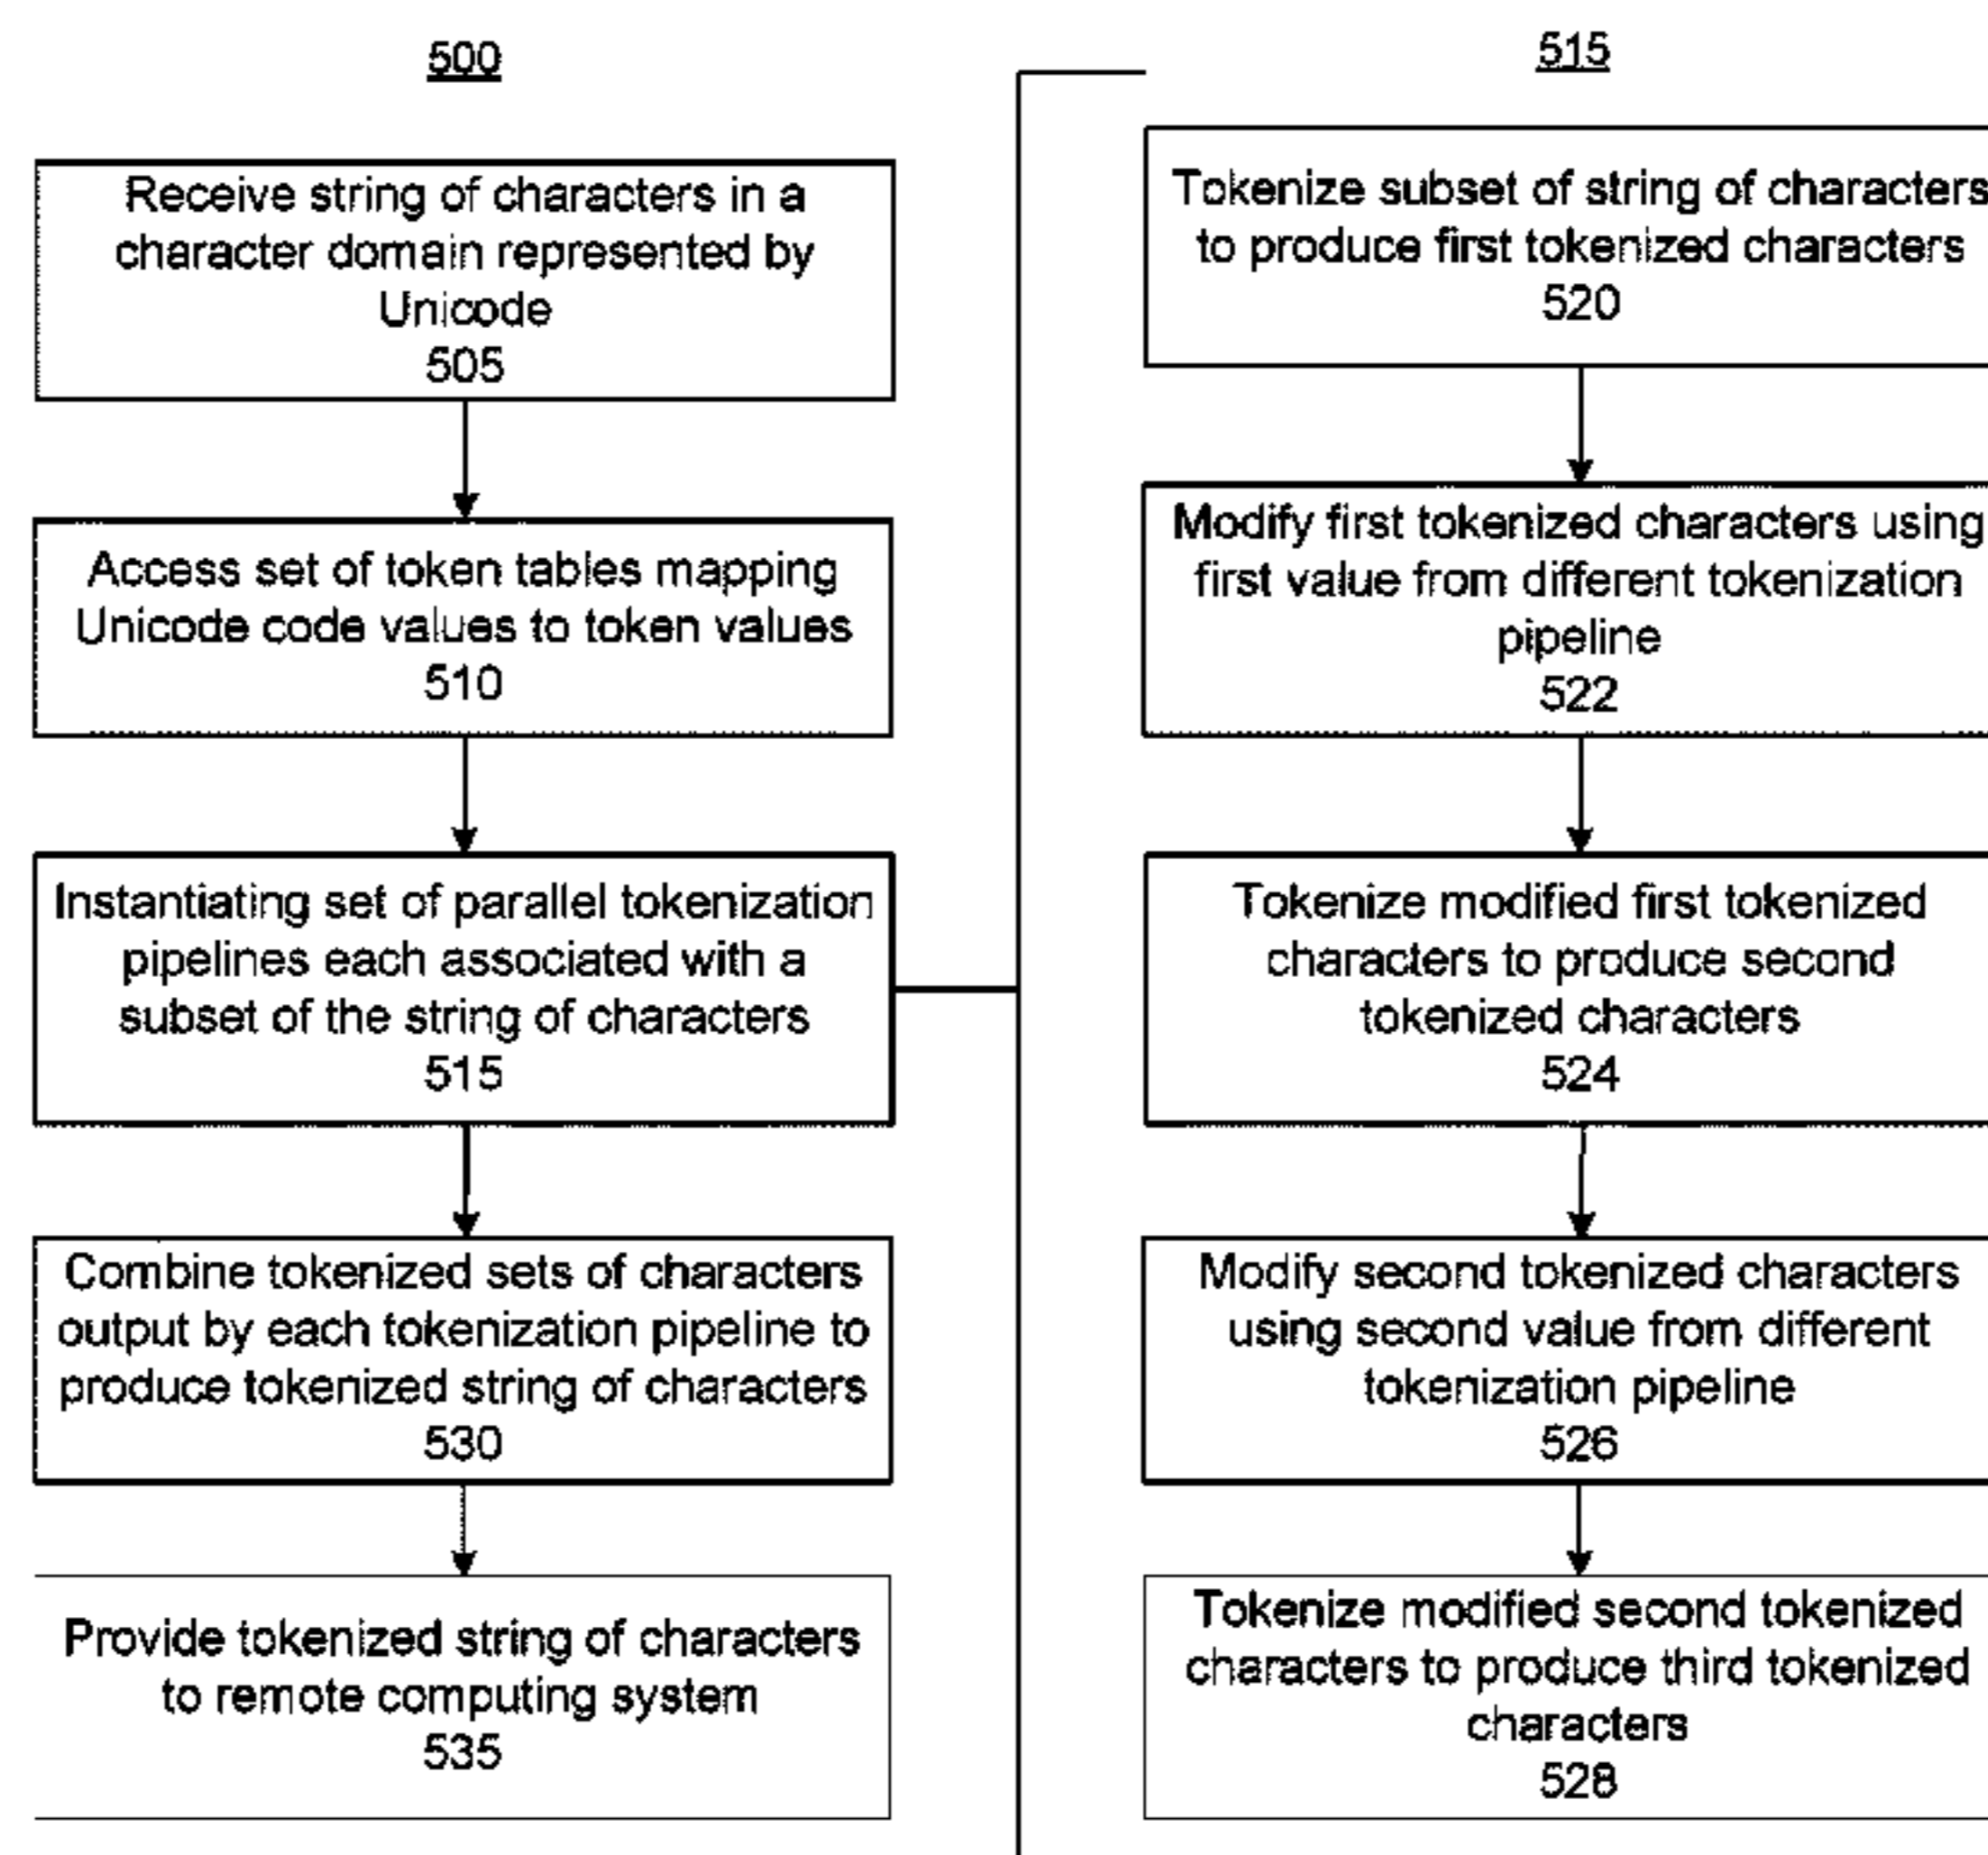 500
Receive string of characters in a
character domain represented by
Unicode
505
Access set of token tables mapping
Unicode code values to token values
510
Instantiating set of parallel tokenization
pipelines each associated with a
subset of the string of characters
515
Combine tokenized sets of characters
output by each tokenization pipeline to
produce tokenized string of characters
530
Provide tokenized string of characters
to remote computing system
535
515
Tokenize subset of string of characters
to produce first tokenized characters
520
Modify first tokenized characters using
first value from different tokenization
pipeline
522
Tokenize modified first tokenized
characters to produce second
tokenized characters
524
Modify second tokenized characters
using second value from different
tokenization pipeline
526
Tokenize modified second tokenized
characters to produce third tokenized
characters
528